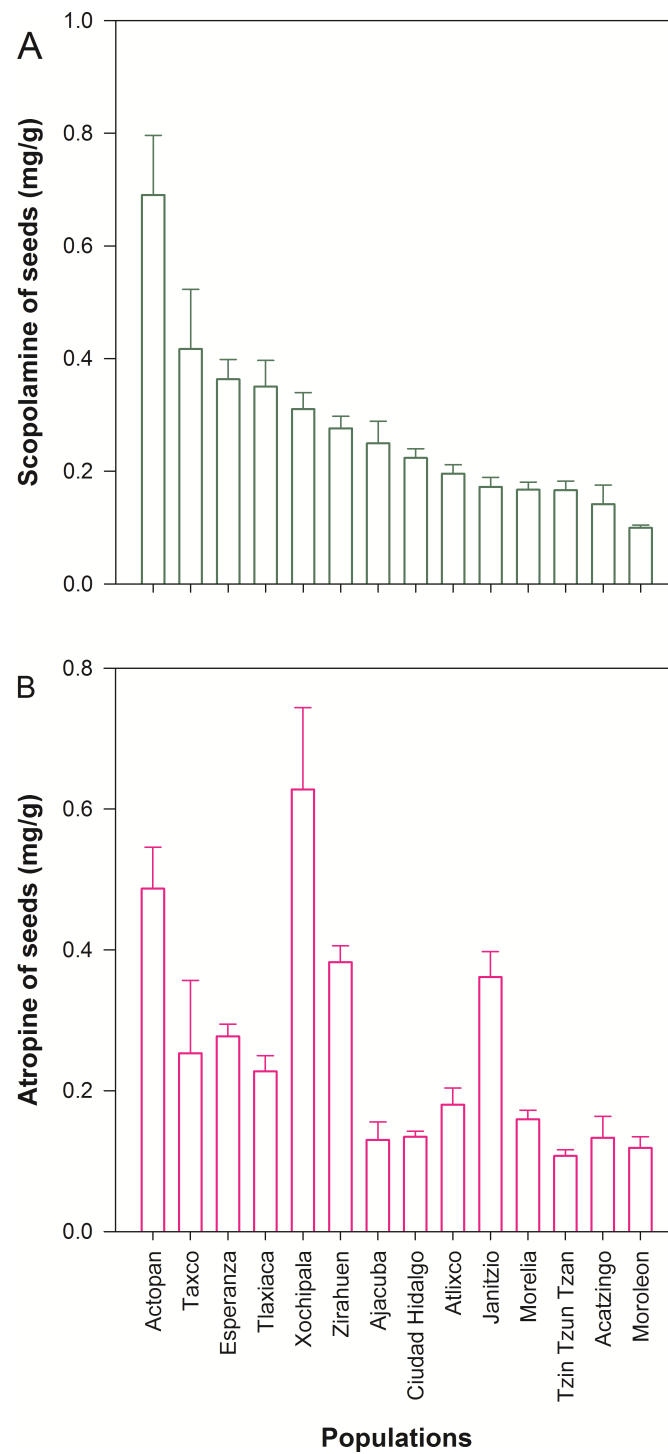 A
Scopolamine of seeds (mg/g)
1.0
0.8
0.6
0.4
0.2
0.0
B
Atropine of seeds (mg/g)
0.8
0.6
0.4
0.2
0.0
Actopan
Taxco
Esperanza
Tlaxiaca
Xochipala
Zirahuen
Ajacuba
Ciudad Hidalgo
Atlixco
Janitzio
Morelia
Tzin Tzun Tzan
Acatzingo
Moroleon
Populations